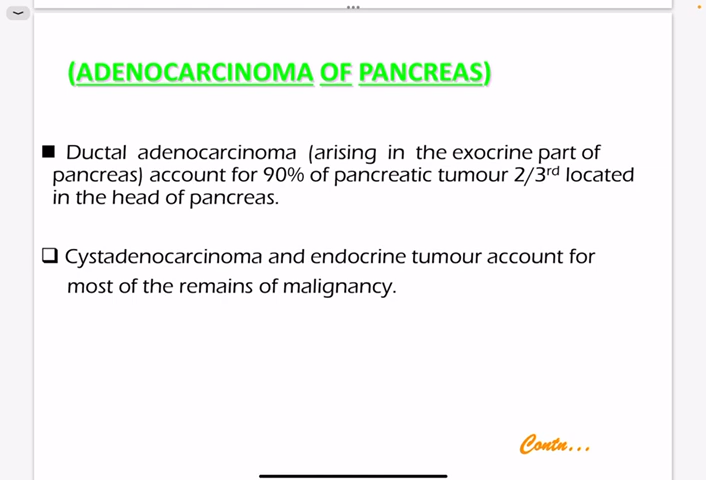 (ADENOCARCINOMA OF PANCREAS)
■ Ductal adenocarcinoma (arising in the exocrine part of
pancreas) account for 90% of pancreatic tumour 2/3rd located
in the head of pancreas.
❑ Cystadenocarcinoma and endocrine tumour account for
most of the remains of malignancy.
Contn...